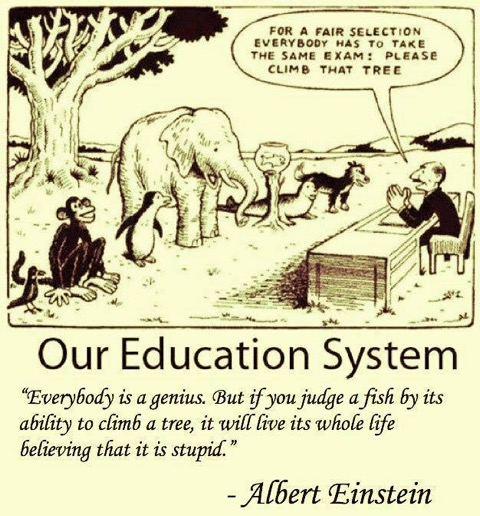 FOR A FAIR SELECTION
EVERYBODY HAS TO TAKE
THE SAME EXAM: PLEASE
CLIMB THAT TREE
Our Education System
“Everybody is a genius. But if you judge a fish by its
ability to climb a tree, it will live its whole life
believing that it is stupid.”
- Albert Einstein